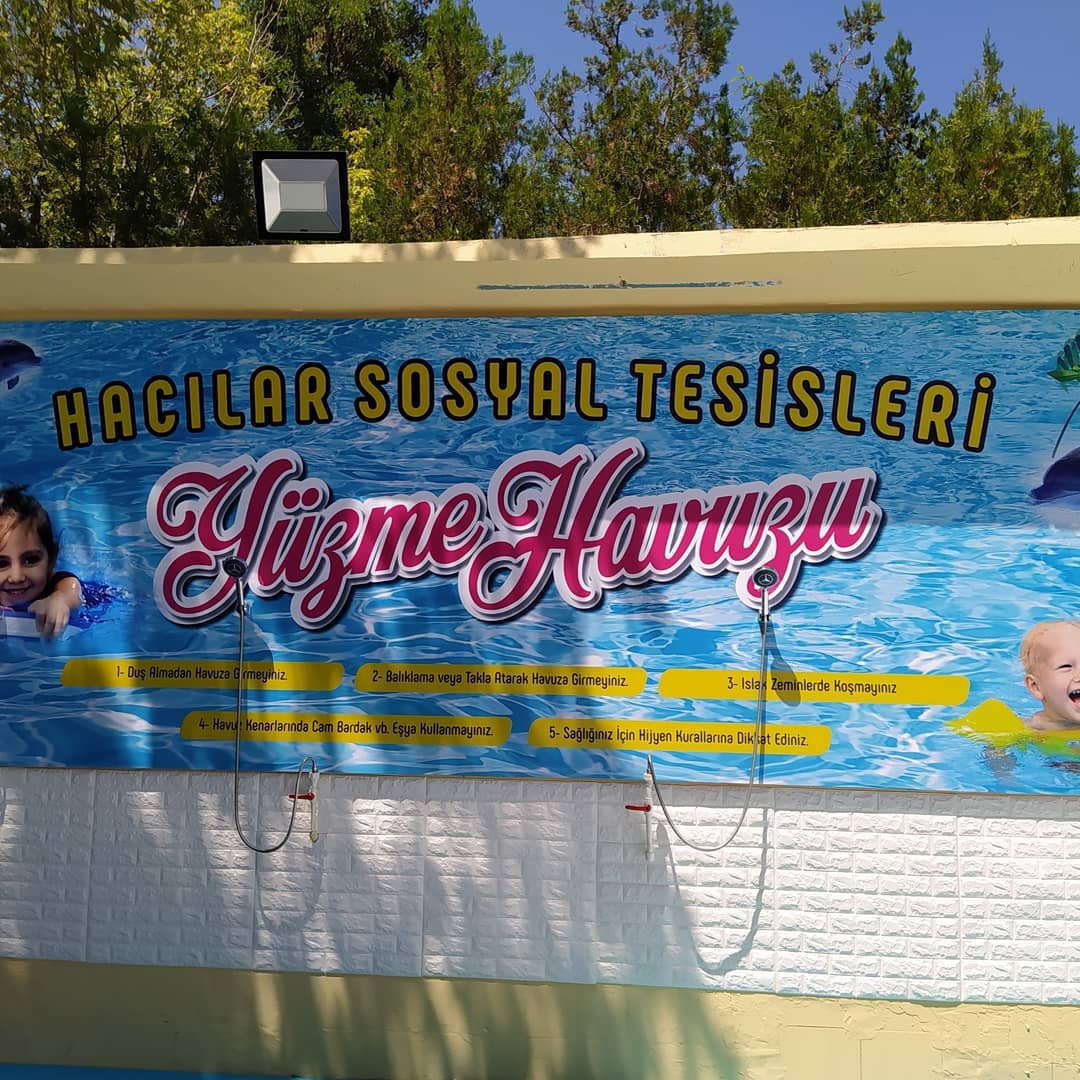 HACILAR SOSYAL TESİSLERİ
Yüzme Havuzu
1- Duş Almadan Havuza Girmeyiniz.
2- Balıklama veya Takla Atarak Havuza Girmeyiniz.
3- Islak Zeminlerde Koşmayınız
4- Havuz Kenarlarında Cam Bardak vb. Eşya Kullanmayınız.
5- Sağlığınız İçin Hijyen Kurallarına Dikkat Ediniz.